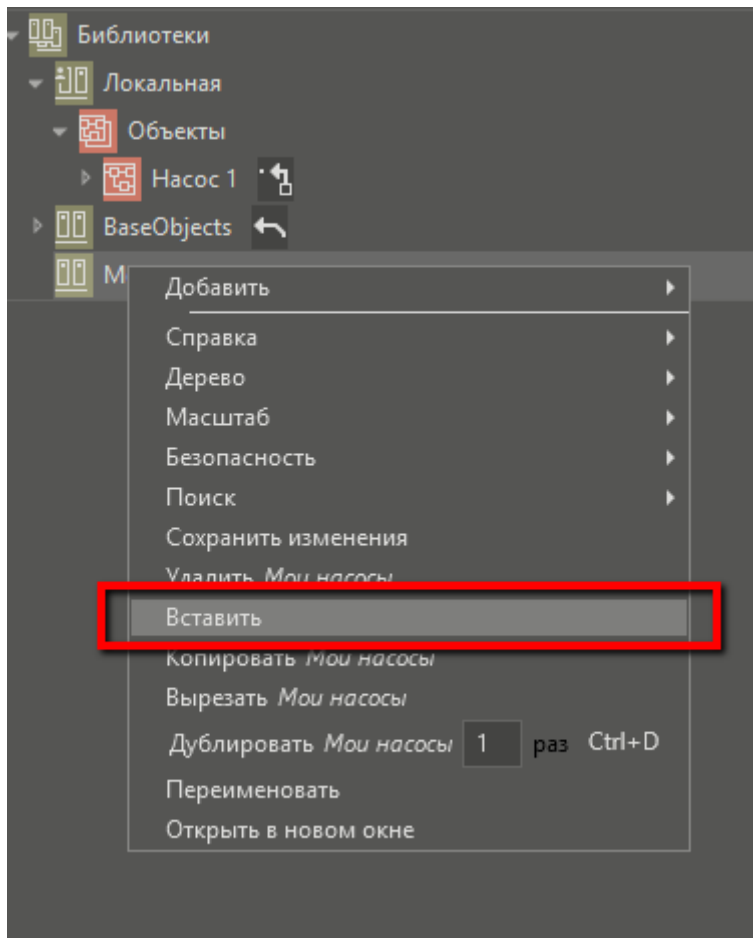 Библиотеки
Локальная
Объекты
Насос 1
BaseObjects
М
Добавить
Справка
Дерево
Масштаб
Безопасность
Поиск
Сохранить изменения
Удалить Мои насосы
Вставить
Копировать Мои насосы
Вырезать Мои насосы
Дублировать Мои насосы 1 раз Ctrl+D
Переименовать
Открыть в новом окне